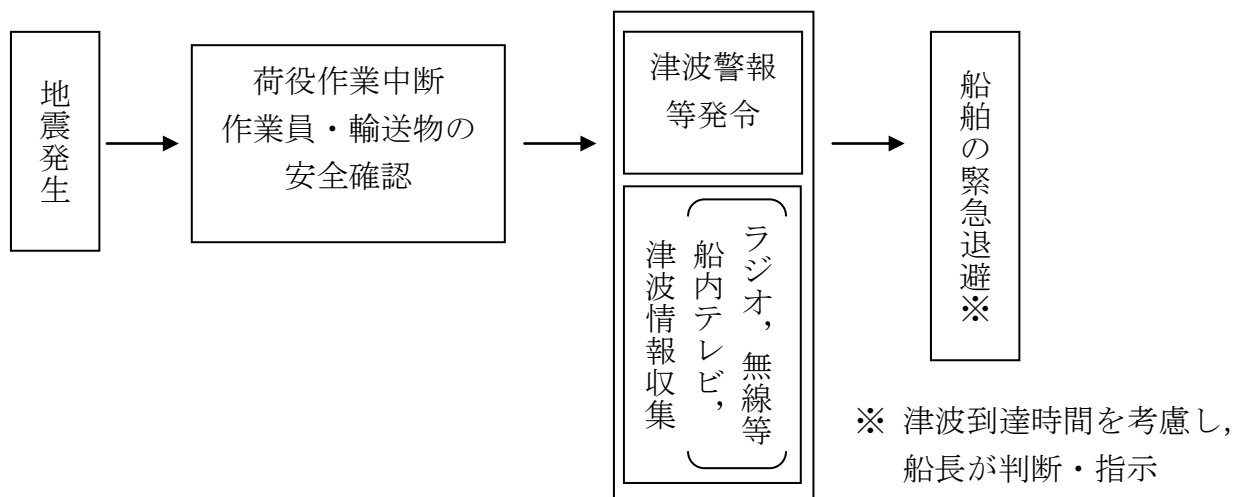 地震発生
荷役作業中断
作業員・輸送物の
安全確認
津波警報
等発令
ラジオ，無線等
船内テレビ，
津波情報収集
船舶の緊急退避※
※ 津波到達時間を考慮し，
船長が判断・指示